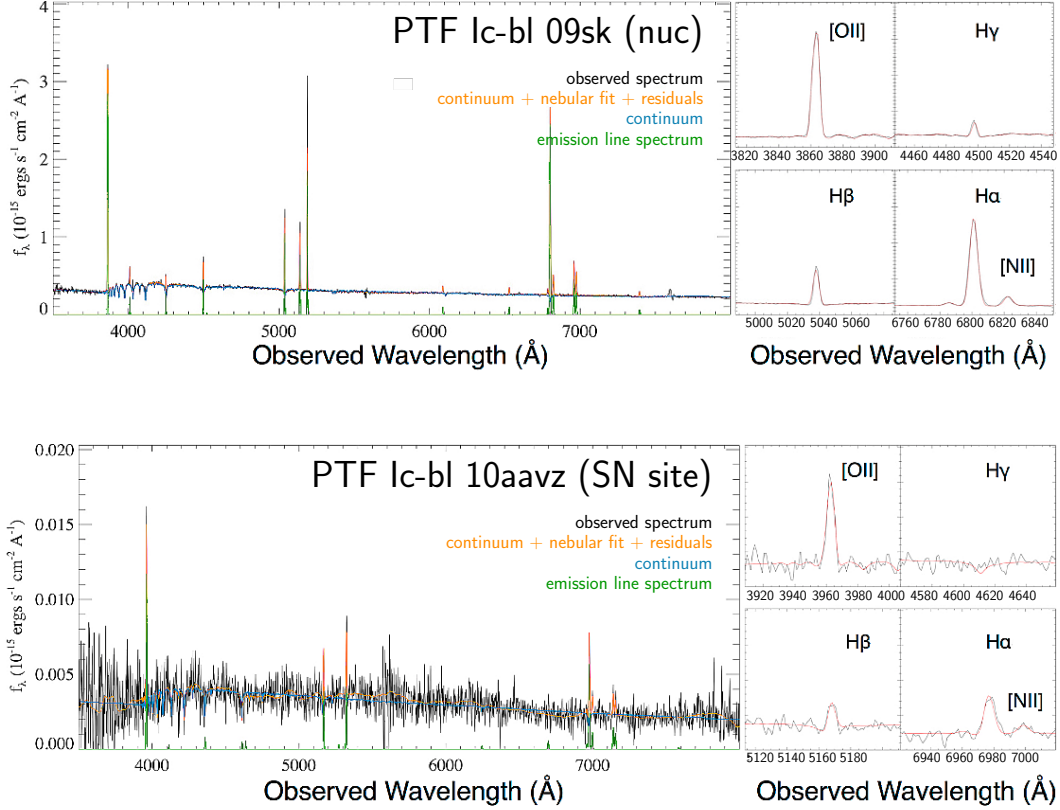 PTF Ic-bl 09sk (nuc)
observed spectrum
continuum + nebular fit + residuals
continuum
emission line spectrum
f_λ (10⁻¹⁵ ergs s⁻¹ cm⁻² A⁻¹)
4
3
2
1
0
4000 5000 6000 7000
Observed Wavelength (Å)
[OII]
Hγ
3820 3840 3860 3880 3900
4460 4480 4500 4520 4540
Hβ
Hα
[NII]
5000 5020 5040 5060
6760 6780 6800 6820 6840
Observed Wavelength (Å)
PTF Ic-bl 10aavz (SN site)
observed spectrum
continuum + nebular fit + residuals
continuum
emission line spectrum
f_λ (10⁻¹⁵ ergs s⁻¹ cm⁻² A⁻¹)
0.020
0.015
0.010
0.005
0.000
4000 5000 6000 7000
Observed Wavelength (Å)
[OII]
Hγ
3920 3940 3960 3980 4000
4580 4600 4620 4640
Hβ
Hα
[NII]
5120 5140 5160 5180
6940 6960 6980 7000
Observed Wavelength (Å)